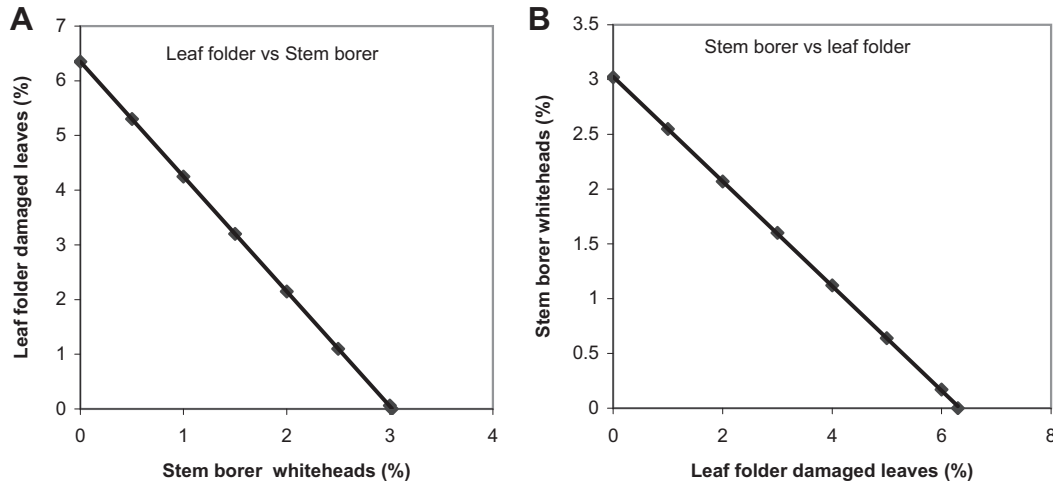 A
Leaf folder vs Stem borer
Leaf folder damaged leaves (%)
7
6
5
4
3
2
1
0
0 1 2 3 4
Stem borer whiteheads (%)
B
Stem borer vs leaf folder
Stem borer whiteheads (%)
3.5
3
2.5
2
1.5
1
0.5
0
0 2 4 6 8
Leaf folder damaged leaves (%)